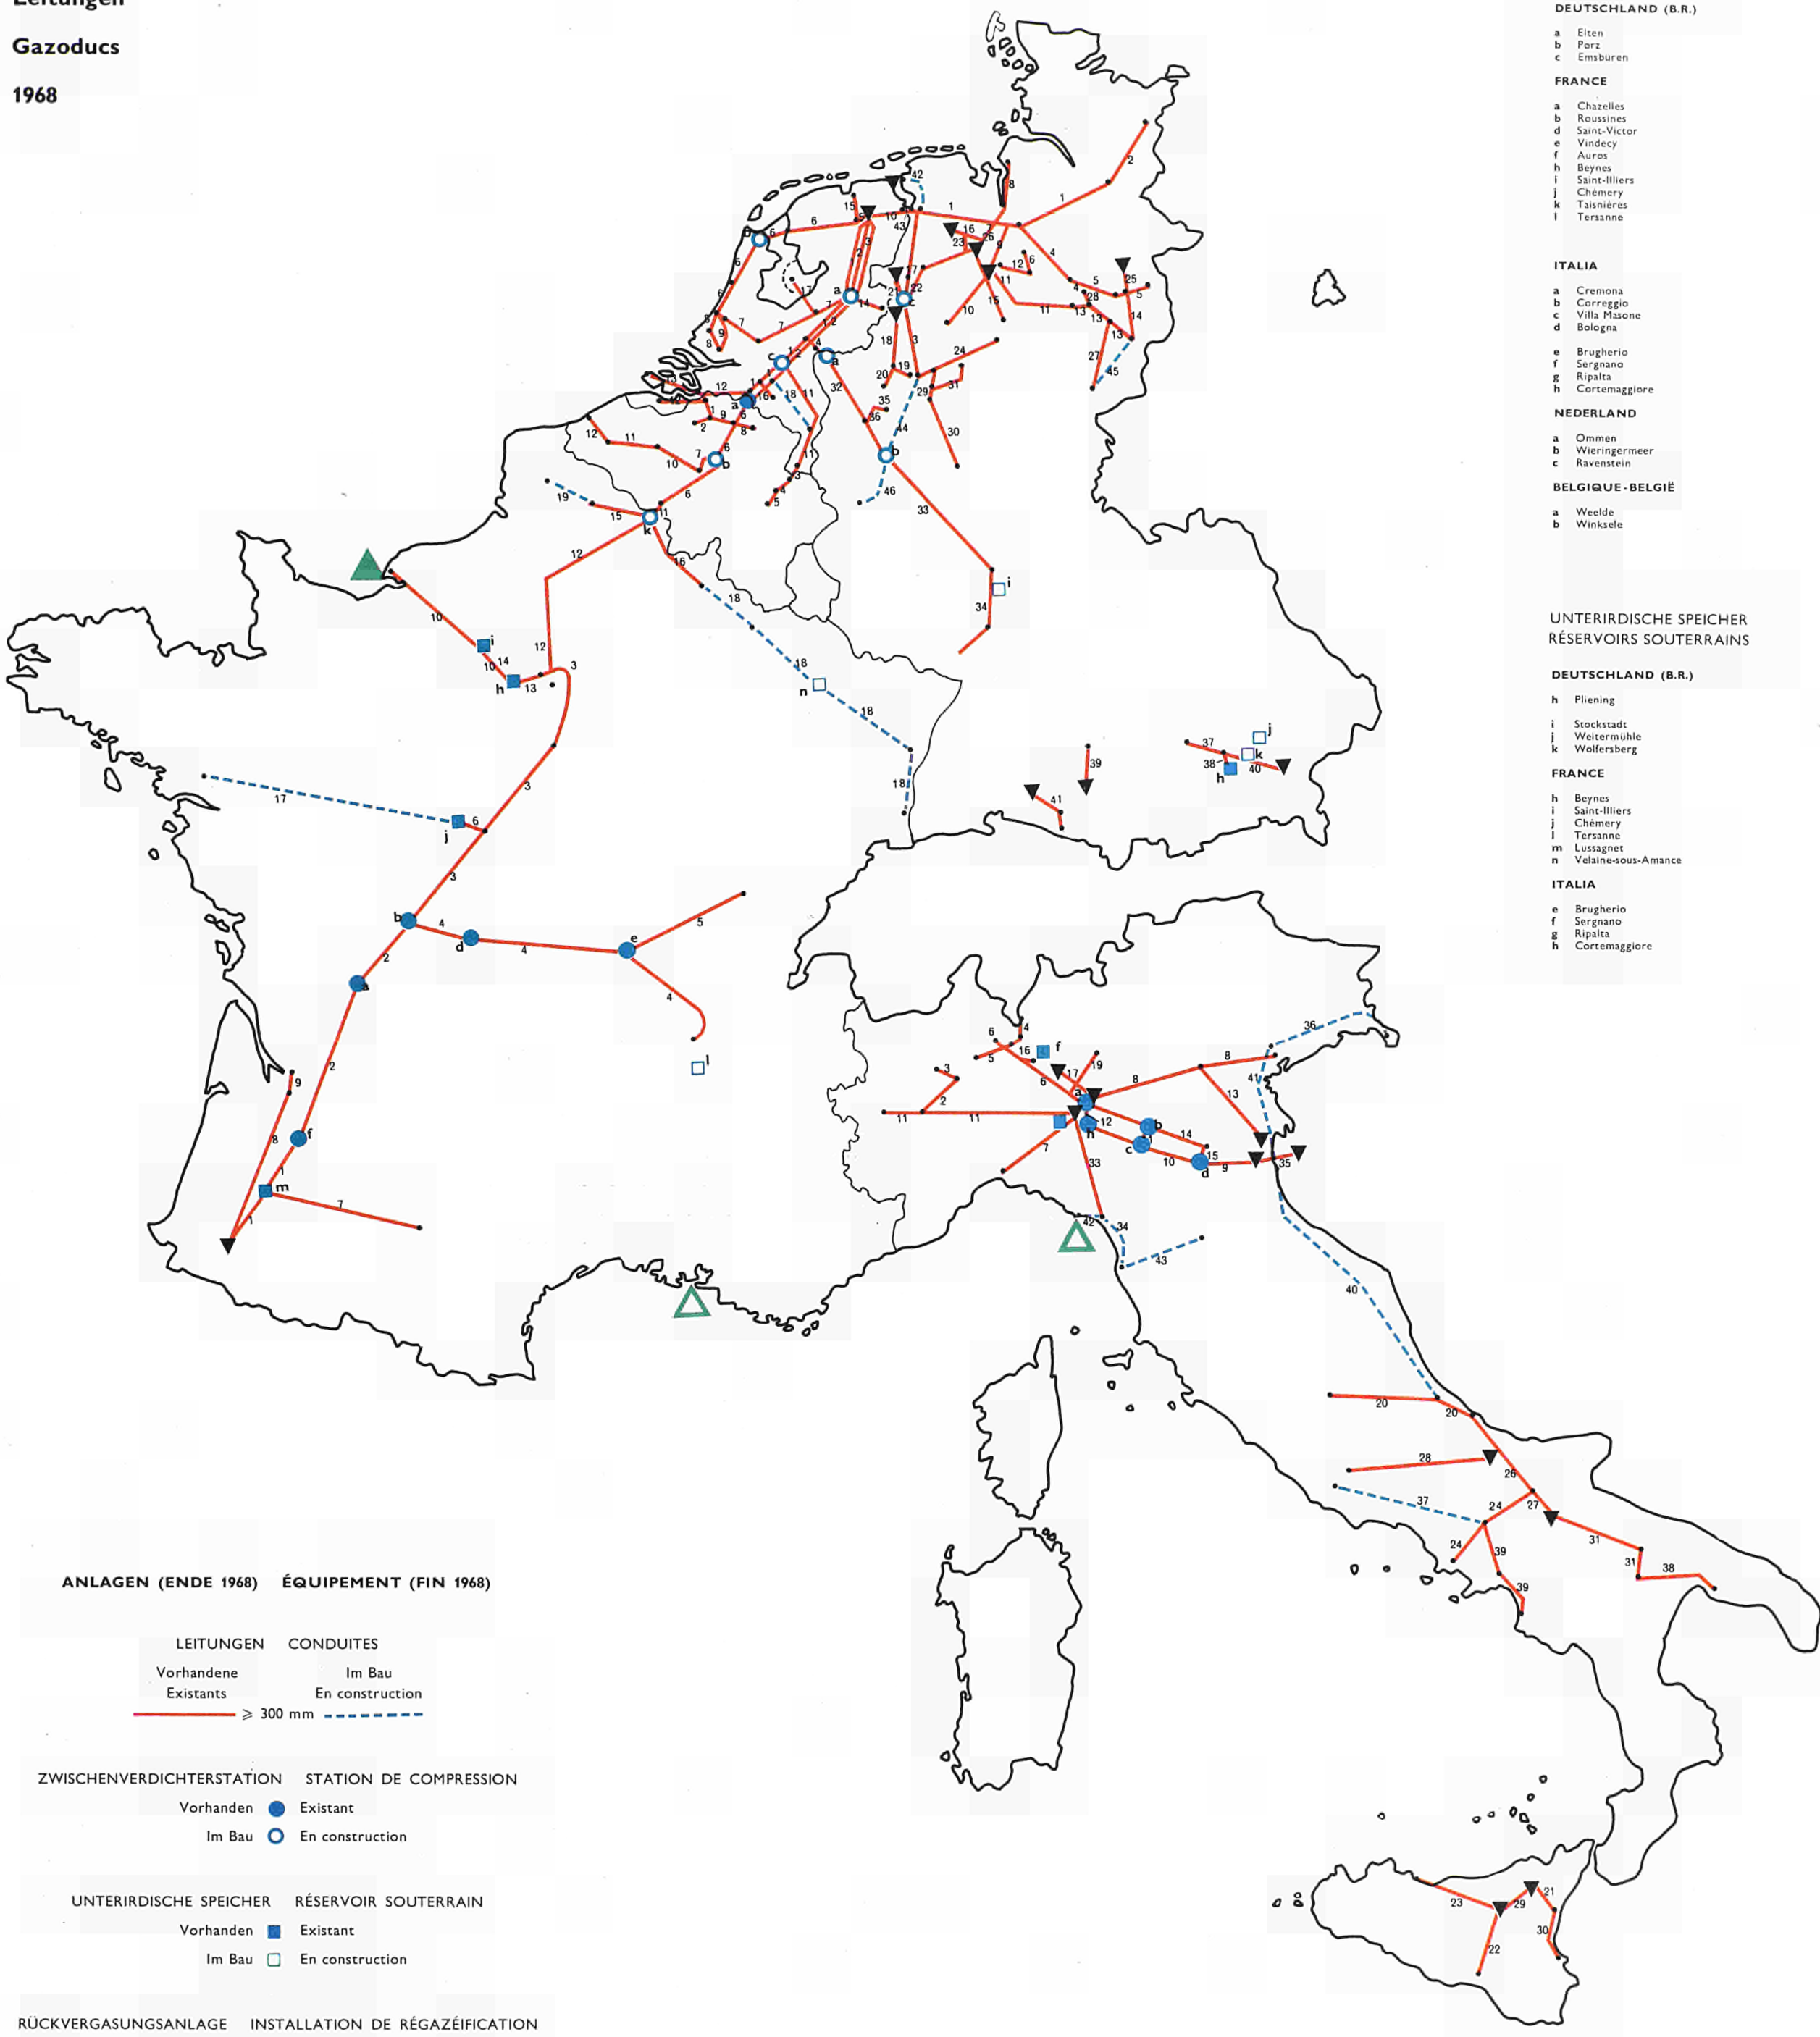 Leitungen
Gazoducs
1968
DEUTSCHLAND (B.R.)
a Elten
b Porz
c Emsbüren
FRANCE
a Chazelles
b Roussines
d Saint-Victor
e Vindecy
f Auros
h Beynes
i Saint-Illiers
j Chémery
k Taisnières
l Tersanne
ITALIA
a Cremona
b Correggio
c Villa Masone
d Bologna
e Brugherio
f Sergnano
g Ripalta
h Cortemaggiore
NEDERLAND
a Ommen
b Wieringermeer
c Ravenstein
BELGIQUE-BELGIË
a Weelde
b Winksele
UNTERIRDISCHE SPEICHER
RÉSERVOIRS SOUTERRAINS
DEUTSCHLAND (B.R.)
h Pliening
i Stockstadt
j Weitermühle
k Wolfersberg
FRANCE
h Beynes
i Saint-Illiers
j Chémery
l Tersanne
m Lussagnet
n Velaine-sous-Amance
ITALIA
e Brugherio
f Sergnano
g Ripalta
h Cortemaggiore
ANLAGEN (ENDE 1968) ÉQUIPEMENT (FIN 1968)
LEITUNGEN CONDUITES
Vorhandene Im Bau
Existants En construction
⩾ 300 mm
ZWISCHENVERDICHTERSTATION STATION DE COMPRESSION
Vorhanden Existant
Im Bau En construction
UNTERIRDISCHE SPEICHER RÉSERVOIR SOUTERRAIN
Vorhanden Existant
Im Bau En construction
RÜCKVERGASUNGSANLAGE INSTALLATION DE RÉGAZÉIFICATION